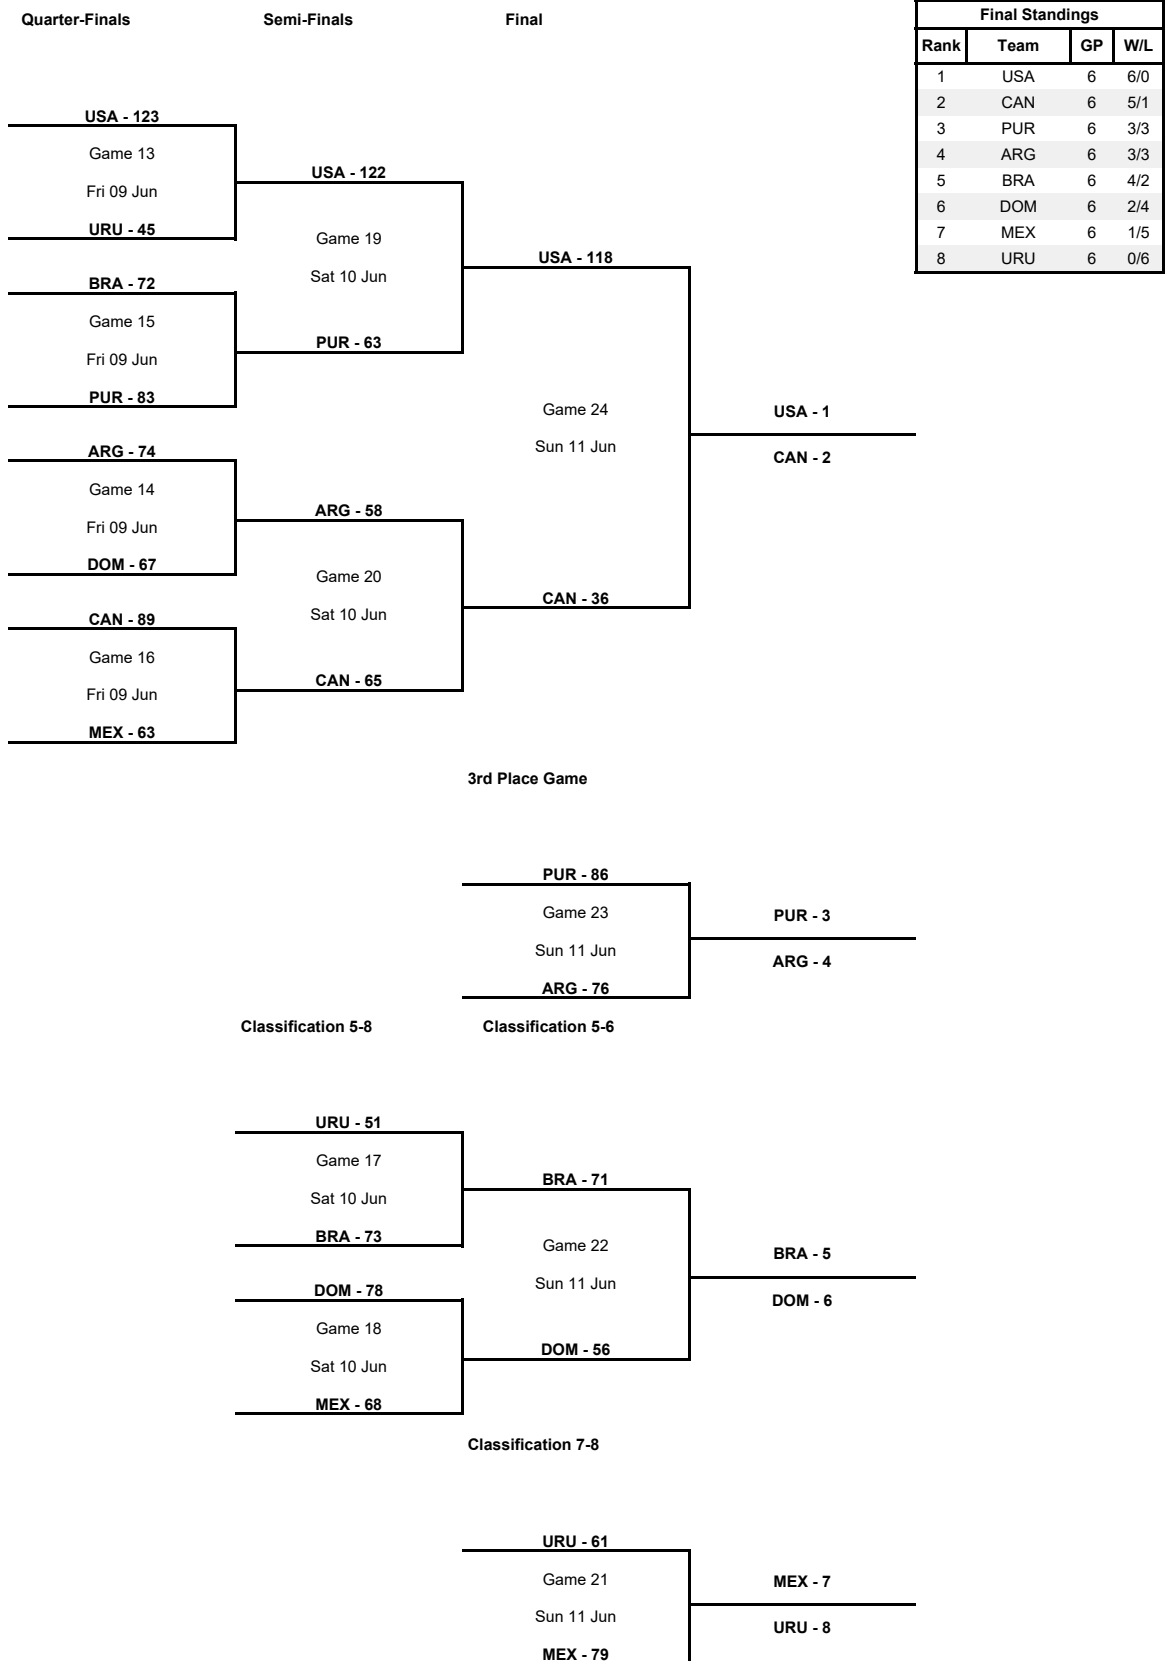 Quarter-Finals Semi-Finals Final
Final Standings
Rank Team GP W/L
1 USA 6 6/0
2 CAN 6 5/1
3 PUR 6 3/3
4 ARG 6 3/3
5 BRA 6 4/2
6 DOM 6 2/4
7 MEX 6 1/5
8 URU 6 0/6
USA - 123
Game 13
Fri 09 Jun
URU - 45
BRA - 72
Game 15
Fri 09 Jun
PUR - 83
ARG - 74
Game 14
Fri 09 Jun
DOM - 67
CAN - 89
Game 16
Fri 09 Jun
MEX - 63
USA - 122
Game 19
Sat 10 Jun
PUR - 63
ARG - 58
Game 20
Sat 10 Jun
CAN - 65
USA - 118
Game 24
Sun 11 Jun
CAN - 36
USA - 1
CAN - 2
3rd Place Game
PUR - 86
Game 23
Sun 11 Jun
ARG - 76
PUR - 3
ARG - 4
Classification 5-8 Classification 5-6
URU - 51
Game 17
Sat 10 Jun
BRA - 73
DOM - 78
Game 18
Sat 10 Jun
MEX - 68
BRA - 71
Game 22
Sun 11 Jun
DOM - 56
BRA - 5
DOM - 6
Classification 7-8
URU - 61
Game 21
Sun 11 Jun
MEX - 79
MEX - 7
URU - 8